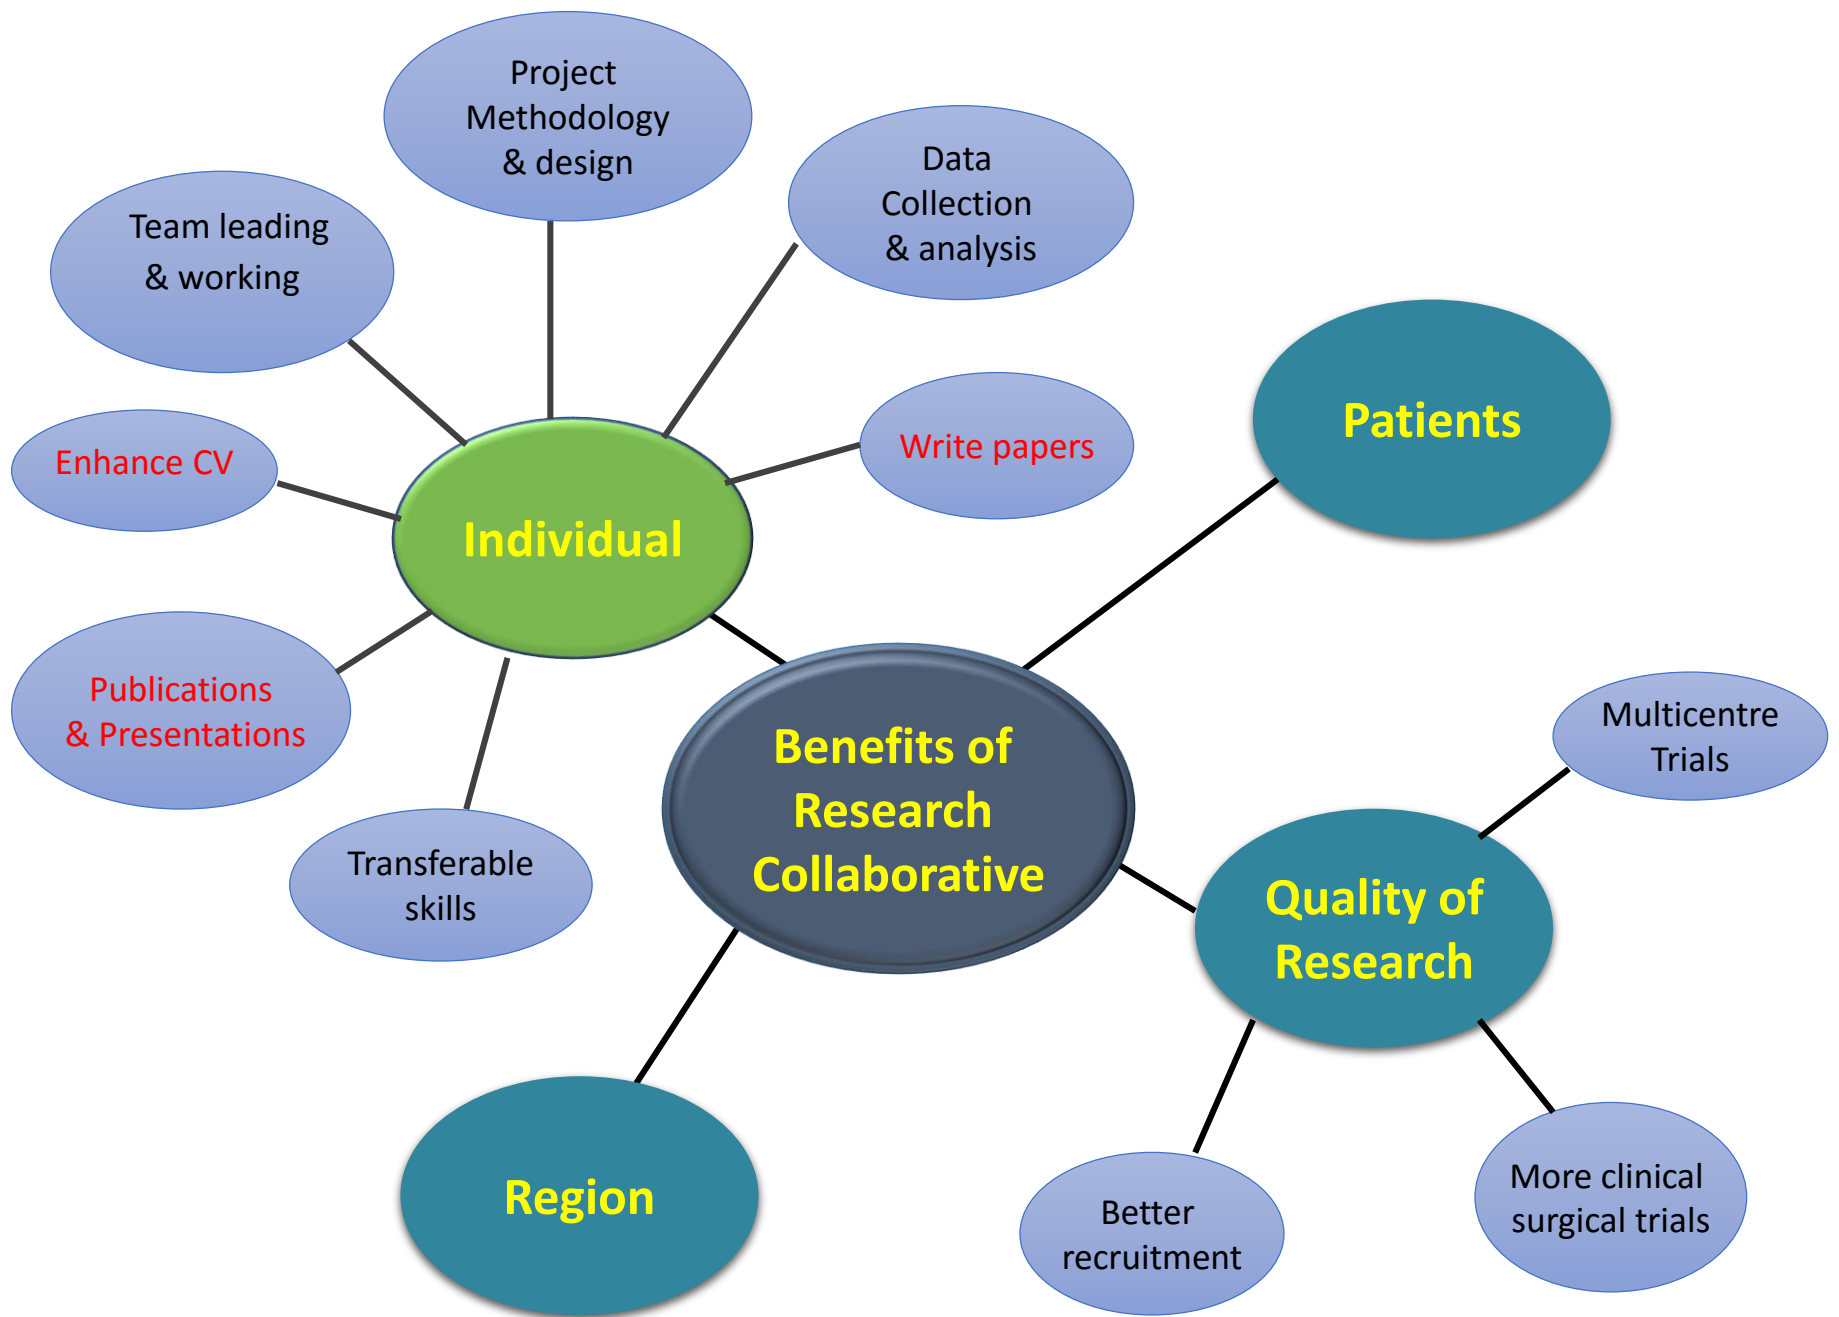 Project
Methodology
& design
Data
Collection
& analysis
Team leading
& working
Enhance CV
Write papers
Individual
Patients
Publications
& Presentations
Transferable
skills
Benefits of
Research
Collaborative
Multicentre
Trials
Quality of
Research
Region
Better
recruitment
More clinical
surgical trials